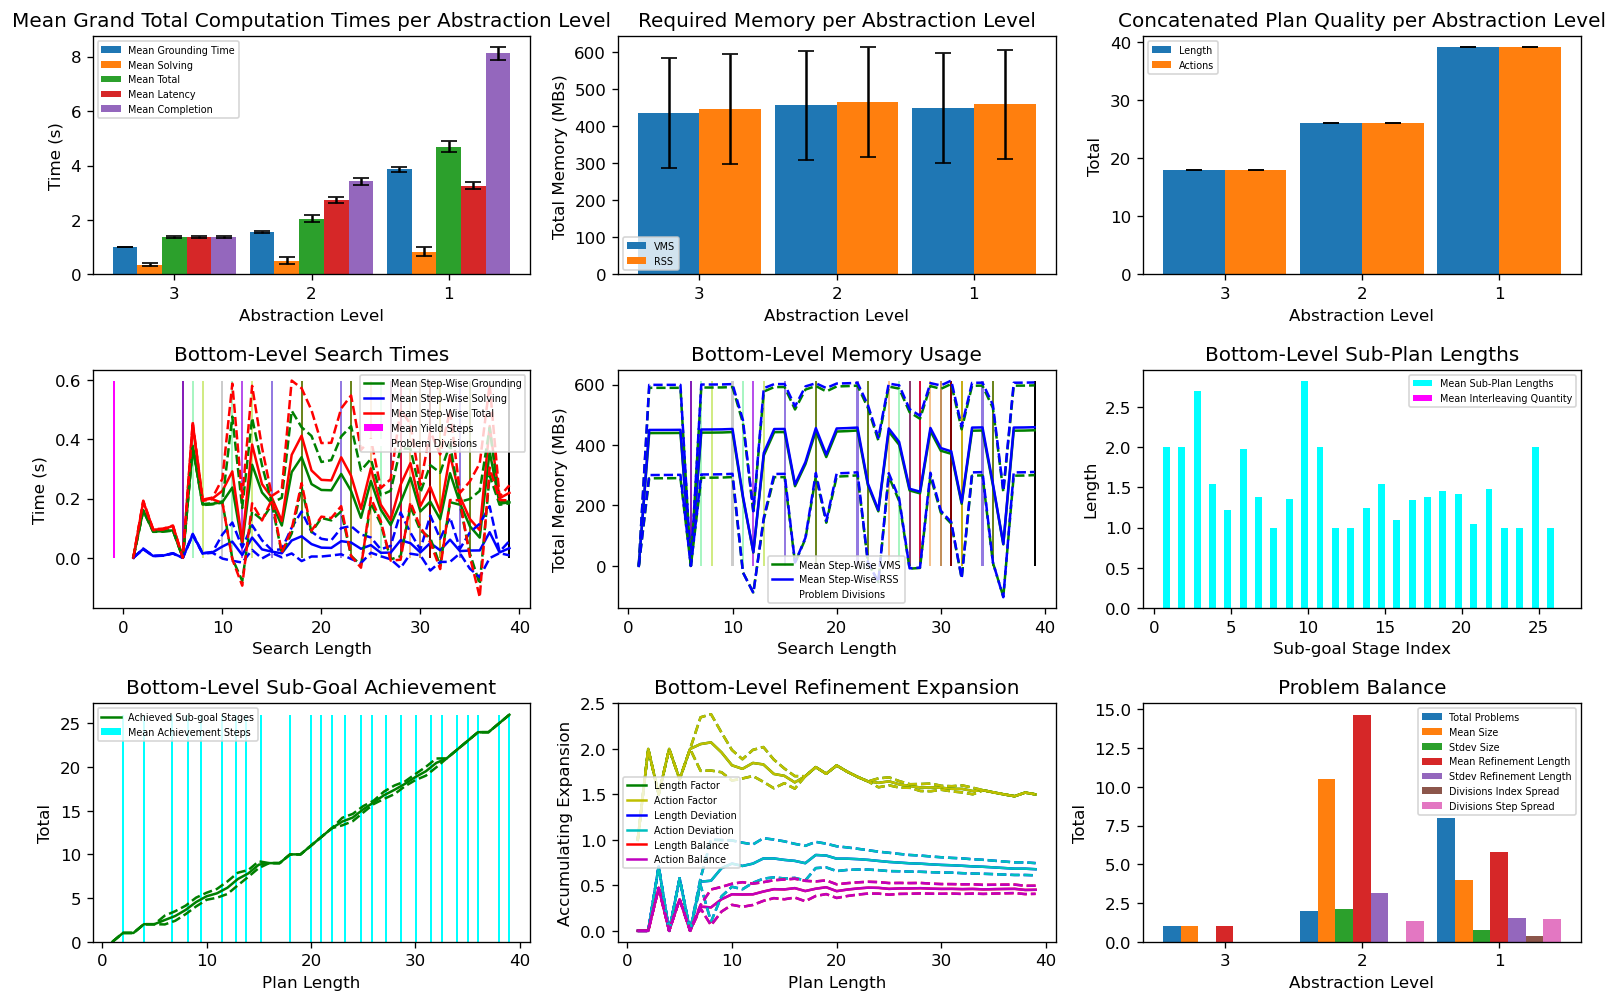 Mean Grand Total Computation Times per Abstraction Level
8
6
4
2
0
Time (s)
Mean Grounding Time
Mean Solving
Mean Total
Mean Latency
Mean Completion
3 2 1
Abstraction Level
Required Memory per Abstraction Level
600
500
400
300
200
100
0
Total Memory (MBs)
VMS
RSS
3 2 1
Abstraction Level
Concatenated Plan Quality per Abstraction Level
40
30
20
10
0
Total
Length
Actions
3 2 1
Abstraction Level
Bottom-Level Search Times
0.6
0.4
0.2
0.0
Time (s)
Mean Step-Wise Grounding
Mean Step-Wise Solving
Mean Step-Wise Total
Mean Yield Steps
Problem Divisions
0 10 20 30 40
Search Length
Bottom-Level Memory Usage
600
400
200
0
Total Memory (MBs)
Mean Step-Wise VMS
Mean Step-Wise RSS
Problem Divisions
0 10 20 30 40
Search Length
Bottom-Level Sub-Plan Lengths
2.5
2.0
1.5
1.0
0.5
0.0
Length
Mean Sub-Plan Lengths
Mean Interleaving Quantity
0 5 10 15 20 25
Sub-goal Stage Index
Bottom-Level Sub-Goal Achievement
25
20
15
10
5
0
Total
Achieved Sub-goal Stages
Mean Achievement Steps
0 10 20 30 40
Plan Length
Bottom-Level Refinement Expansion
2.5
2.0
1.5
1.0
0.5
0.0
Accumulating Expansion
Length Factor
Action Factor
Length Deviation
Action Deviation
Length Balance
Action Balance
0 10 20 30 40
Plan Length
Problem Balance
15.0
12.5
10.0
7.5
5.0
2.5
0.0
Total
Total Problems
Mean Size
Stdev Size
Mean Refinement Length
Stdev Refinement Length
Divisions Index Spread
Divisions Step Spread
3 2 1
Abstraction Level